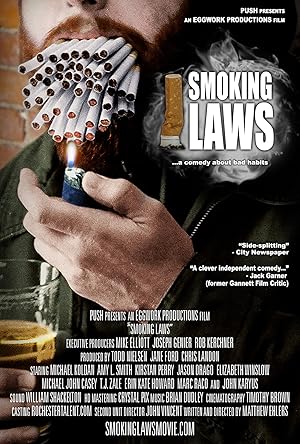 PUSH PRESENTS
AN EGGWORK PRODUCTIONS FILM
SMOKING
LAWS
...a comedy about bad habits
"Side-splitting"
- City Newspaper
"A clever independent comedy..."
- Jack Garner
(former Gannett Film Critic)
PUSH PRESENTS AN EGGWORK PRODUCTIONS FILM
"SMOKING LAWS"
EXECUTIVE PRODUCERS MIKE ELLIOTT JOSEPH GENIER ROB KERCHNER
PRODUCED BY TODD NIELSEN JANE FORD CHRIS LANDON
STARRING MICHAEL KOLDAN AMY L. SMITH KIRSTAN PERRY JASON DRAGO ELIZABETH WINSLOW
MICHAEL JOHN CASEY T.J. ZALE ERIN KATE HOWARD MARC RACO AND JOHN KARYUS
SOUND WILLIAM SHACKELTON HD MASTERING CRYSTAL PIX MUSIC BRIAN DUDLEY CINEMATOGRAPHY TIMOTHY BROWN
CASTING ROCHESTERTALENT.COM SECOND UNIT DIRECTOR JOHN VINCENT WRITTEN AND DIRECTED BY MATTHEW EHLERS
SMOKINGLAWSMOVIE.COM